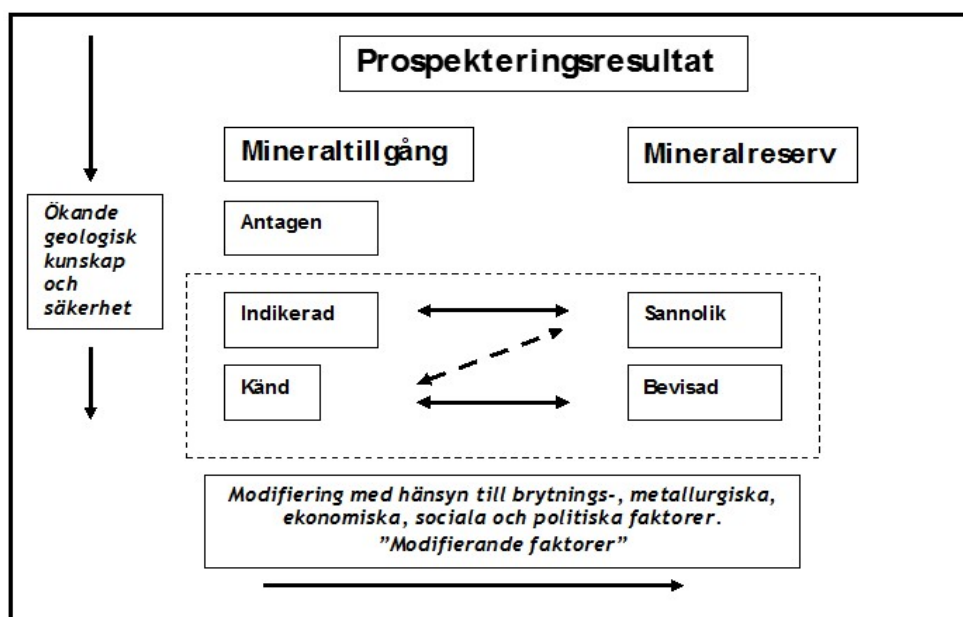 Prospekteringsresultat
Mineraltillgång
Mineralreserv
Antagen
Ökande
geologisk
kunskap
och
säkerhet
Indikerad
Sannolik
Känd
Bevisad
Modifiering med hänsyn till brytnings-, metallurgiska,
ekonomiska, sociala och politiska faktorer.
”Modifierande faktorer”